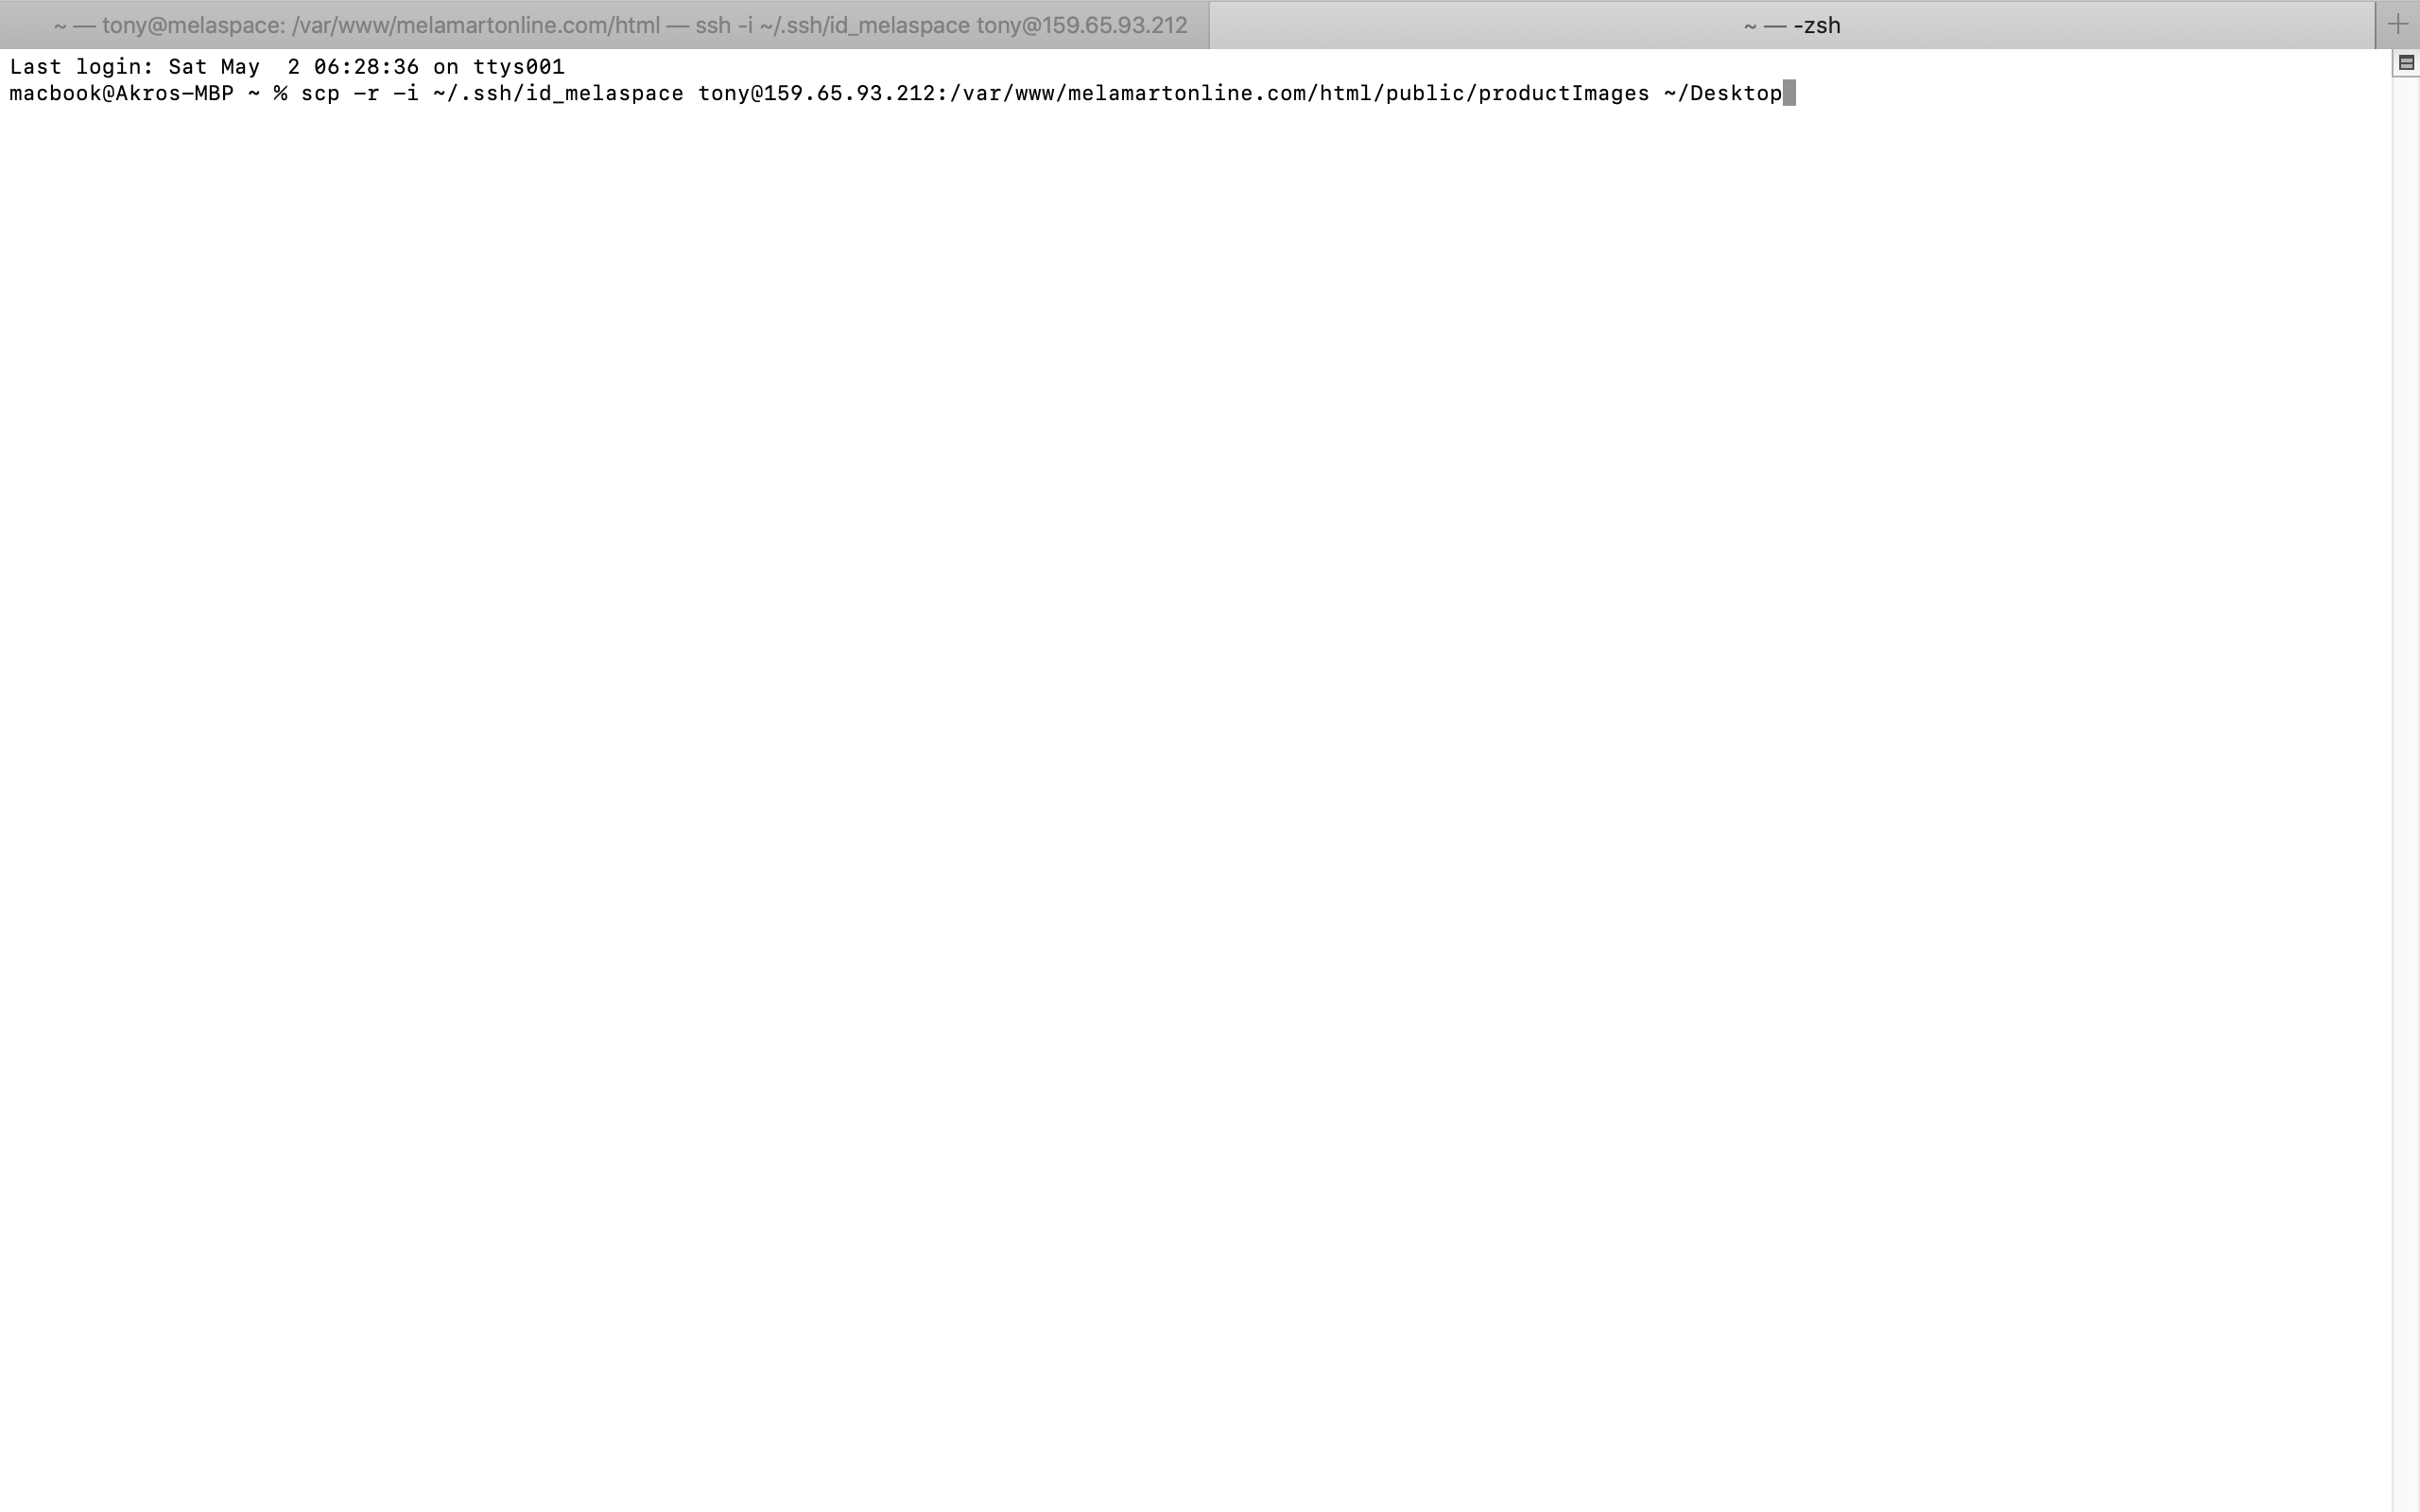 ~ — tony@melaspace: /var/www/melamartonline.com/html — ssh -i ~/.ssh/id_melaspace tony@159.65.93.212
~ — -zsh
Last login: Sat May  2 06:28:36 on ttys001
macbook@Akros-MBP ~ % scp -r -i ~/.ssh/id_melaspace tony@159.65.93.212:/var/www/melamartonline.com/html/public/productImages ~/Desktop